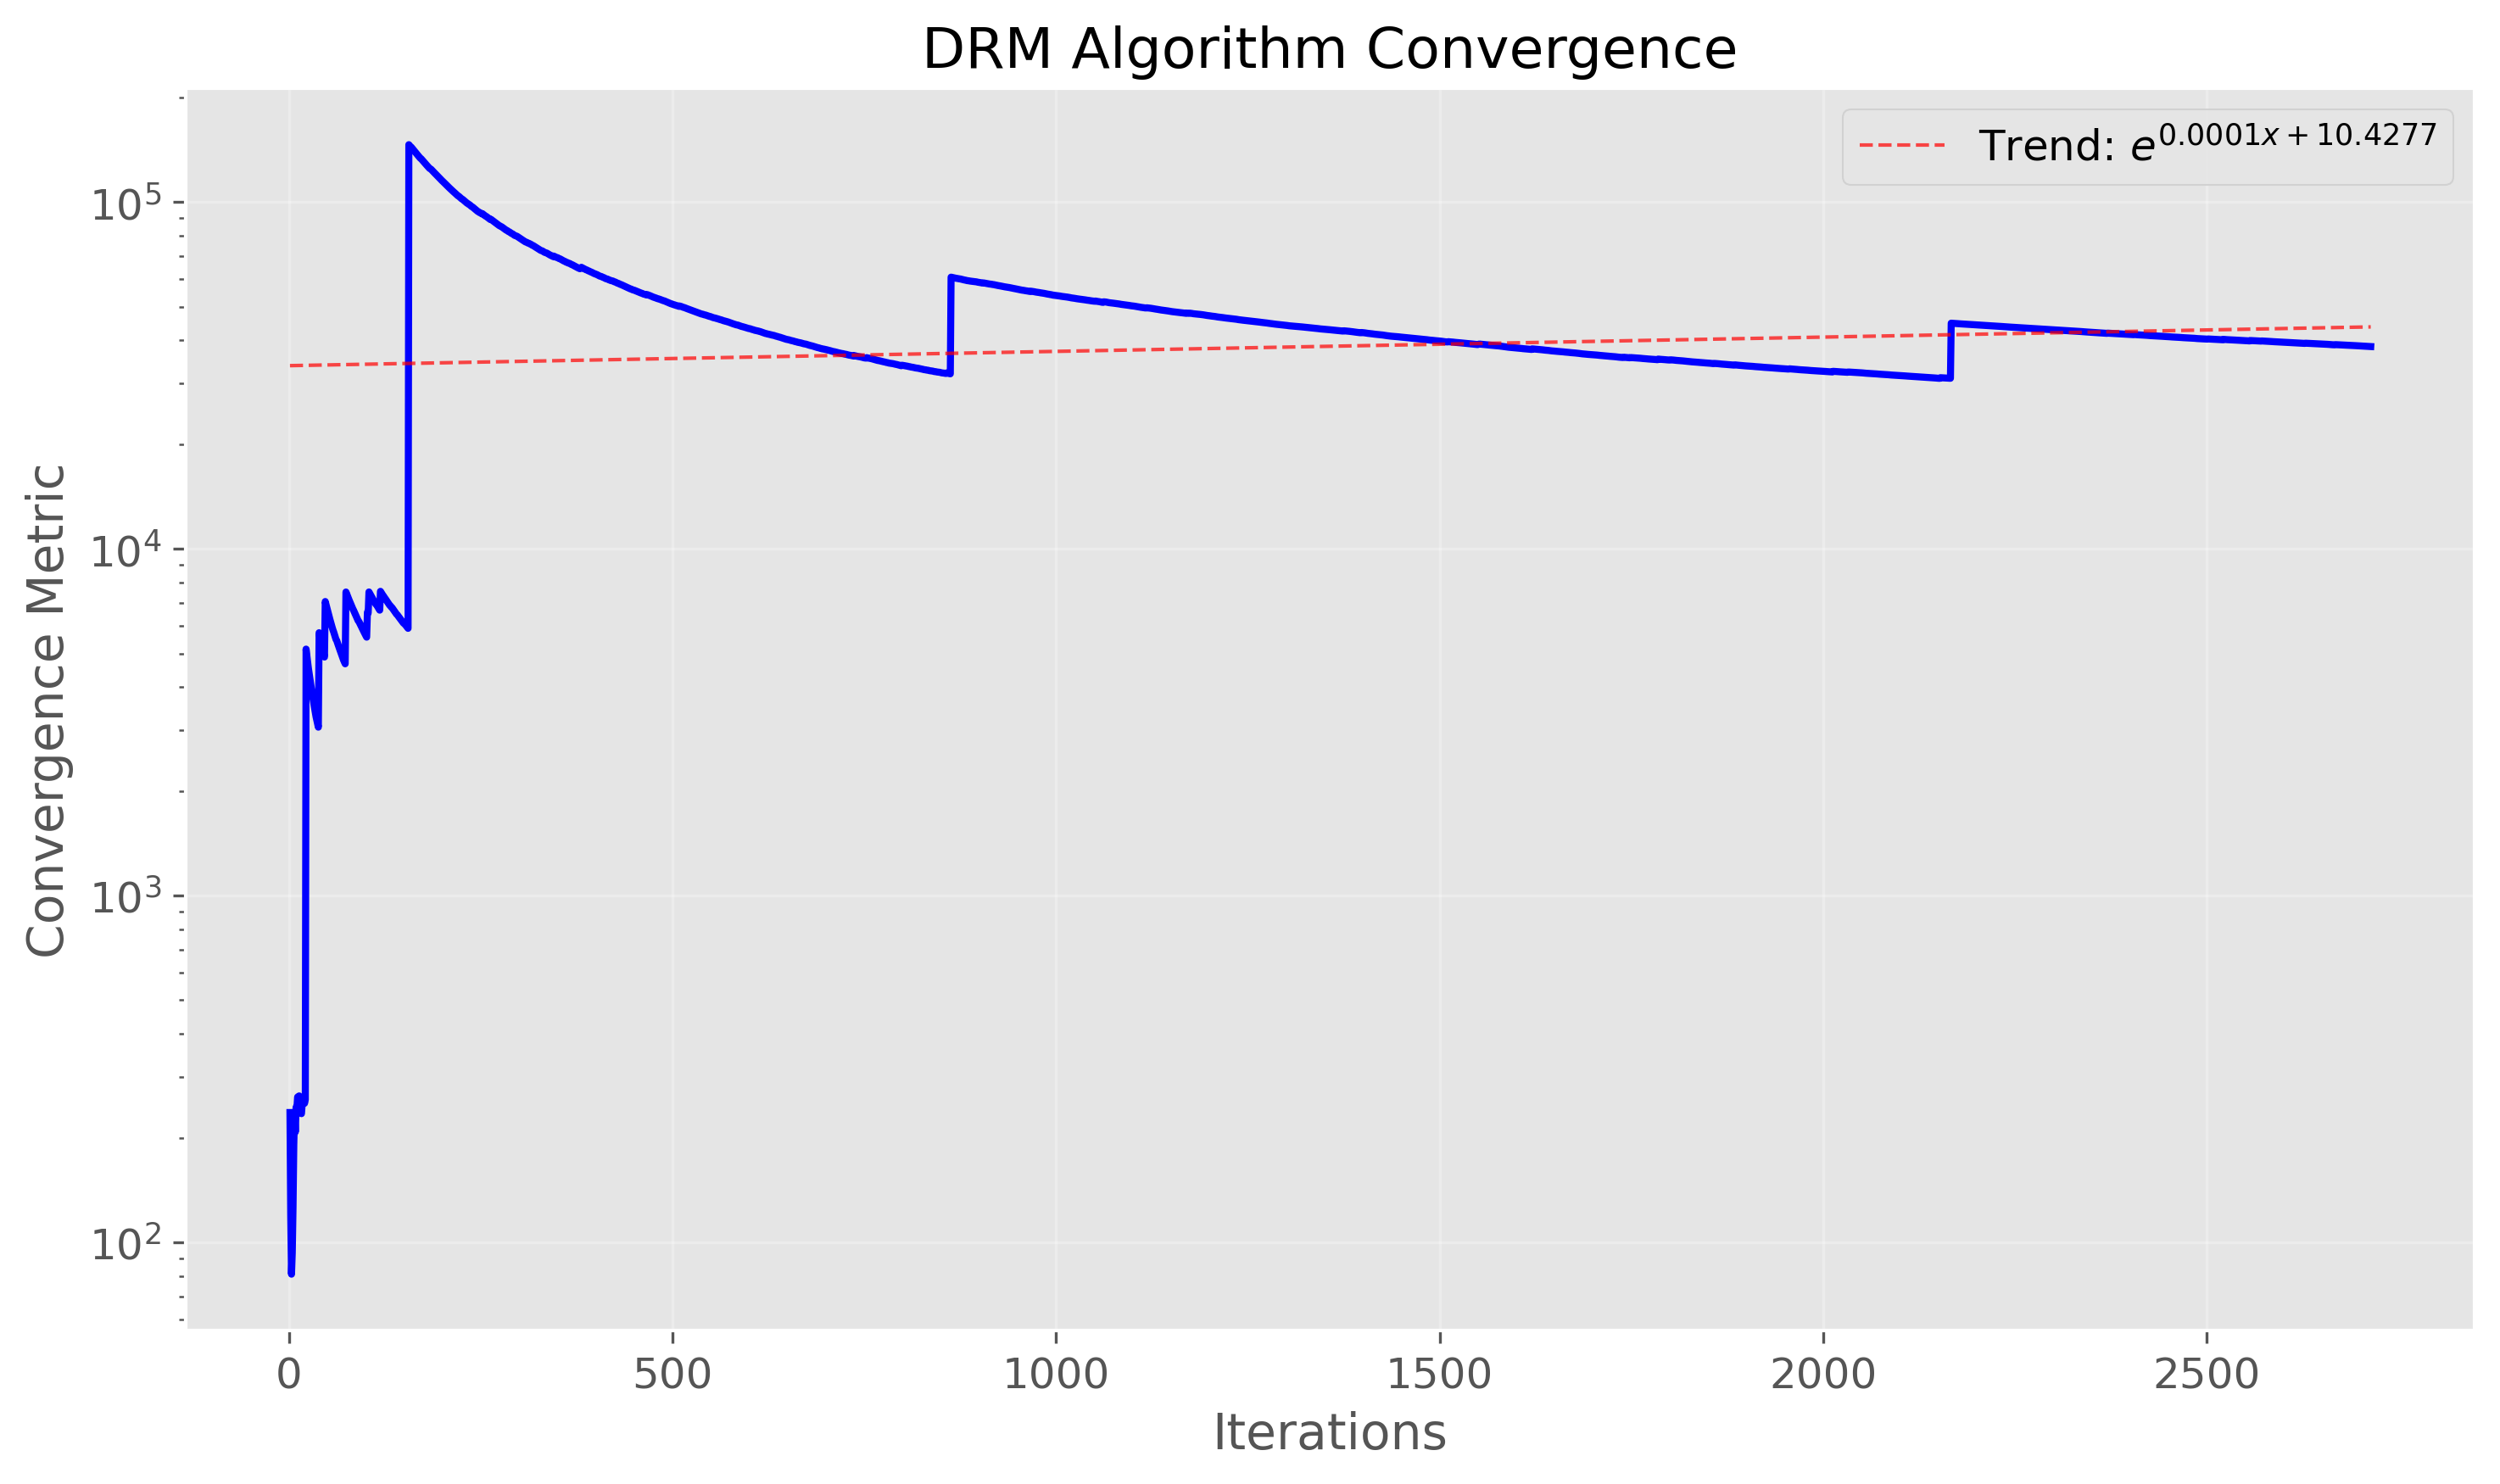 DRM Algorithm Convergence
Trend: e^{0.0001x + 10.4277}
Convergence Metric
10^5
10^4
10^3
10^2
0 500 1000 1500 2000 2500
Iterations